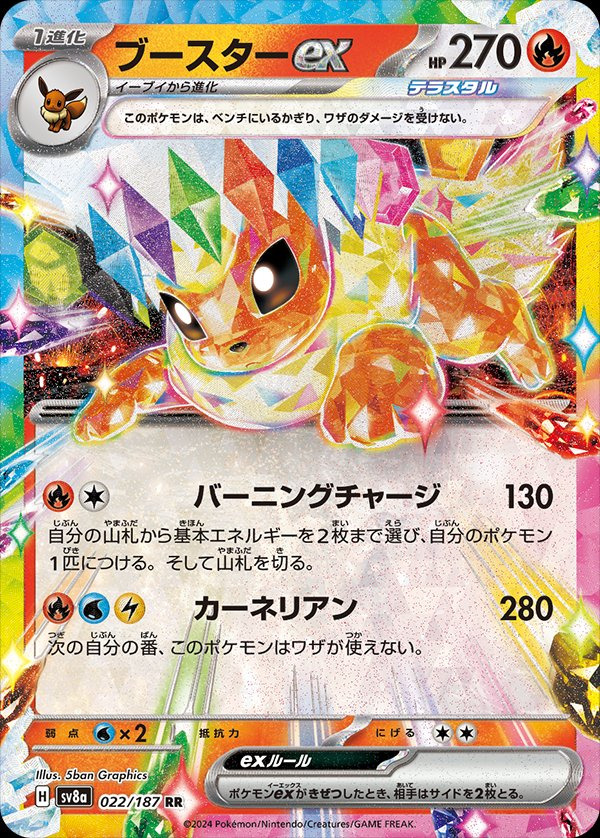 1進化
ブースターex
HP270
イーブイから進化
テラスタル
このポケモンは、ベンチにいるかぎり、ワザのダメージを受けない。
バーニングチャージ 130
自分の山札から基本エネルギーを2枚まで選び、自分のポケモン
1匹につける。そして山札を切る。
カーネリアン 280
次の自分の番、このポケモンはワザが使えない。
弱点 ×2 抵抗力 にげる
Illus. 5ban Graphics
exルール
ポケモンexがきぜつしたとき、相手はサイドを2枚とる。
H sv8a 022/187 RR
©2024 Pokémon/Nintendo/Creatures/GAME FREAK.